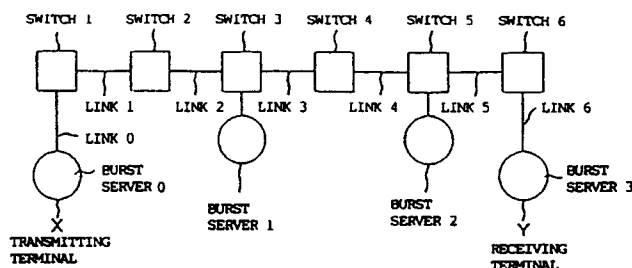 SWITCH 1 SWITCH 2 SWITCH 3 SWITCH 4 SWITCH 5 SWITCH 6
LINK 1 LINK 2 LINK 3 LINK 4 LINK 5 LINK 6
LINK 0
BURST
SERVER 0
BURST
SERVER 1
BURST
SERVER 2
BURST
SERVER 3
X
TRANSMITTING
TERMINAL
Y
RECEIVING
TERMINAL